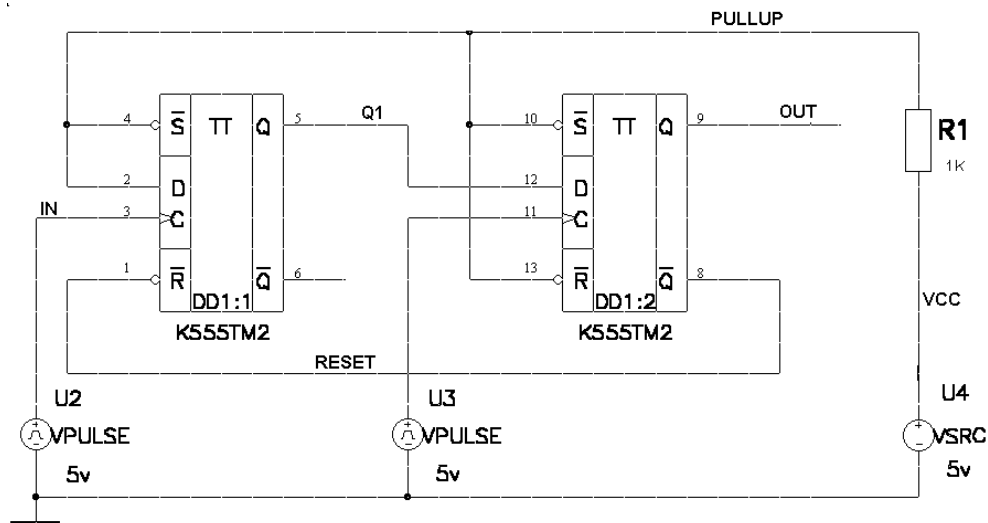 PULLUP
4 S TT Q 5 Q1
10 S TT Q 9 OUT
R1
1K
2 D
12 D
IN 3 C
11 C
1 R Q 6
13 R Q 8
DD1:1
DD1:2
K555TM2
K555TM2
VCC
RESET
U2
U3
U4
VPULSE
VPULSE
VSRC
5v
5v
5v